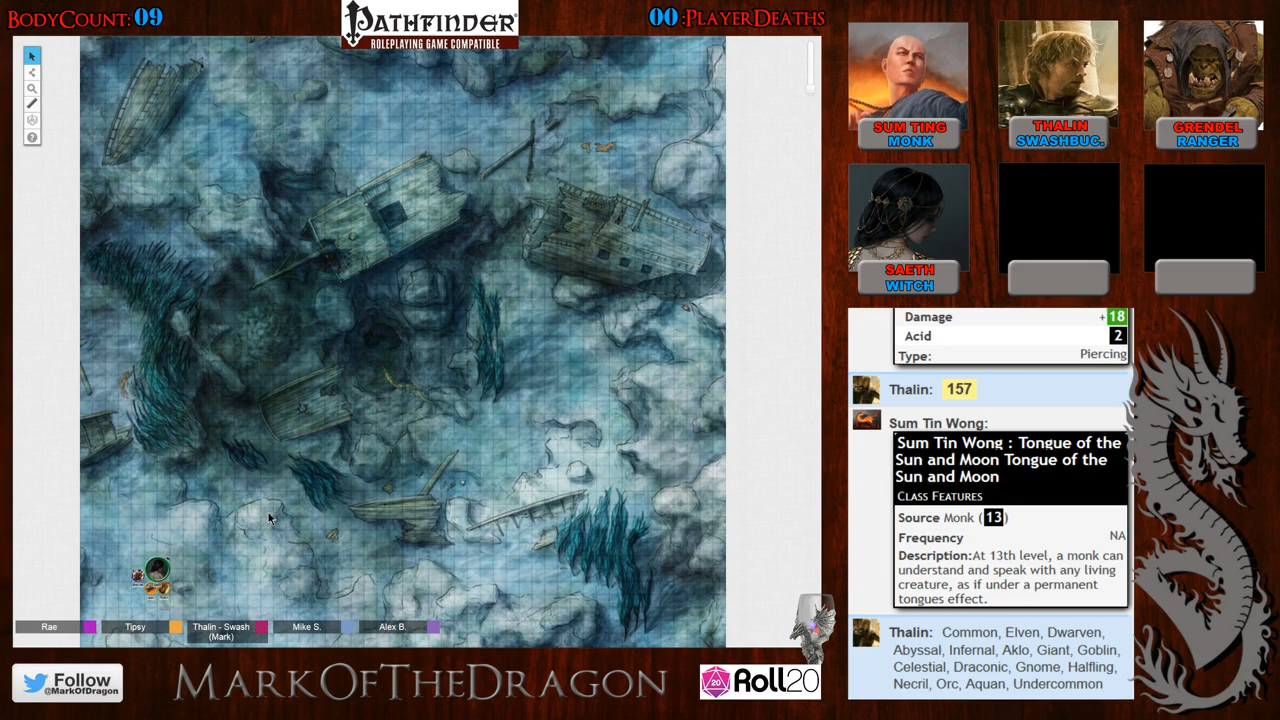 BODYCOUNT: 09
PATHFINDER®
ROLEPLAYING GAME COMPATIBLE
00 :PLAYERDEATHS
SUM TING
MONK
THALIN
SWASHBUC.
GRENDEL
RANGER
SAETH
WITCH
Damage +18
Acid 2
Type: Piercing
Thalin: 157
Sum Tin Wong:
Sum Tin Wong : Tongue of the
Sun and Moon Tongue of the
Sun and Moon
CLASS FEATURES
Source Monk (13)
Frequency NA
Description:At 13th level, a monk can
understand and speak with any living
creature, as if under a permanent
tongues effect.
Thalin: Common, Elven, Dwarven,
Abyssal, Infernal, Aklo, Giant, Goblin,
Celestial, Draconic, Gnome, Halfling,
Necril, Orc, Aquan, Undercommon
Rae
Tipsy
Thalin - Swash
(Mark)
Mike S.
Alex B.
Follow
@MarkOfDragon
MARKOFTHEDRAGON
20
Roll20